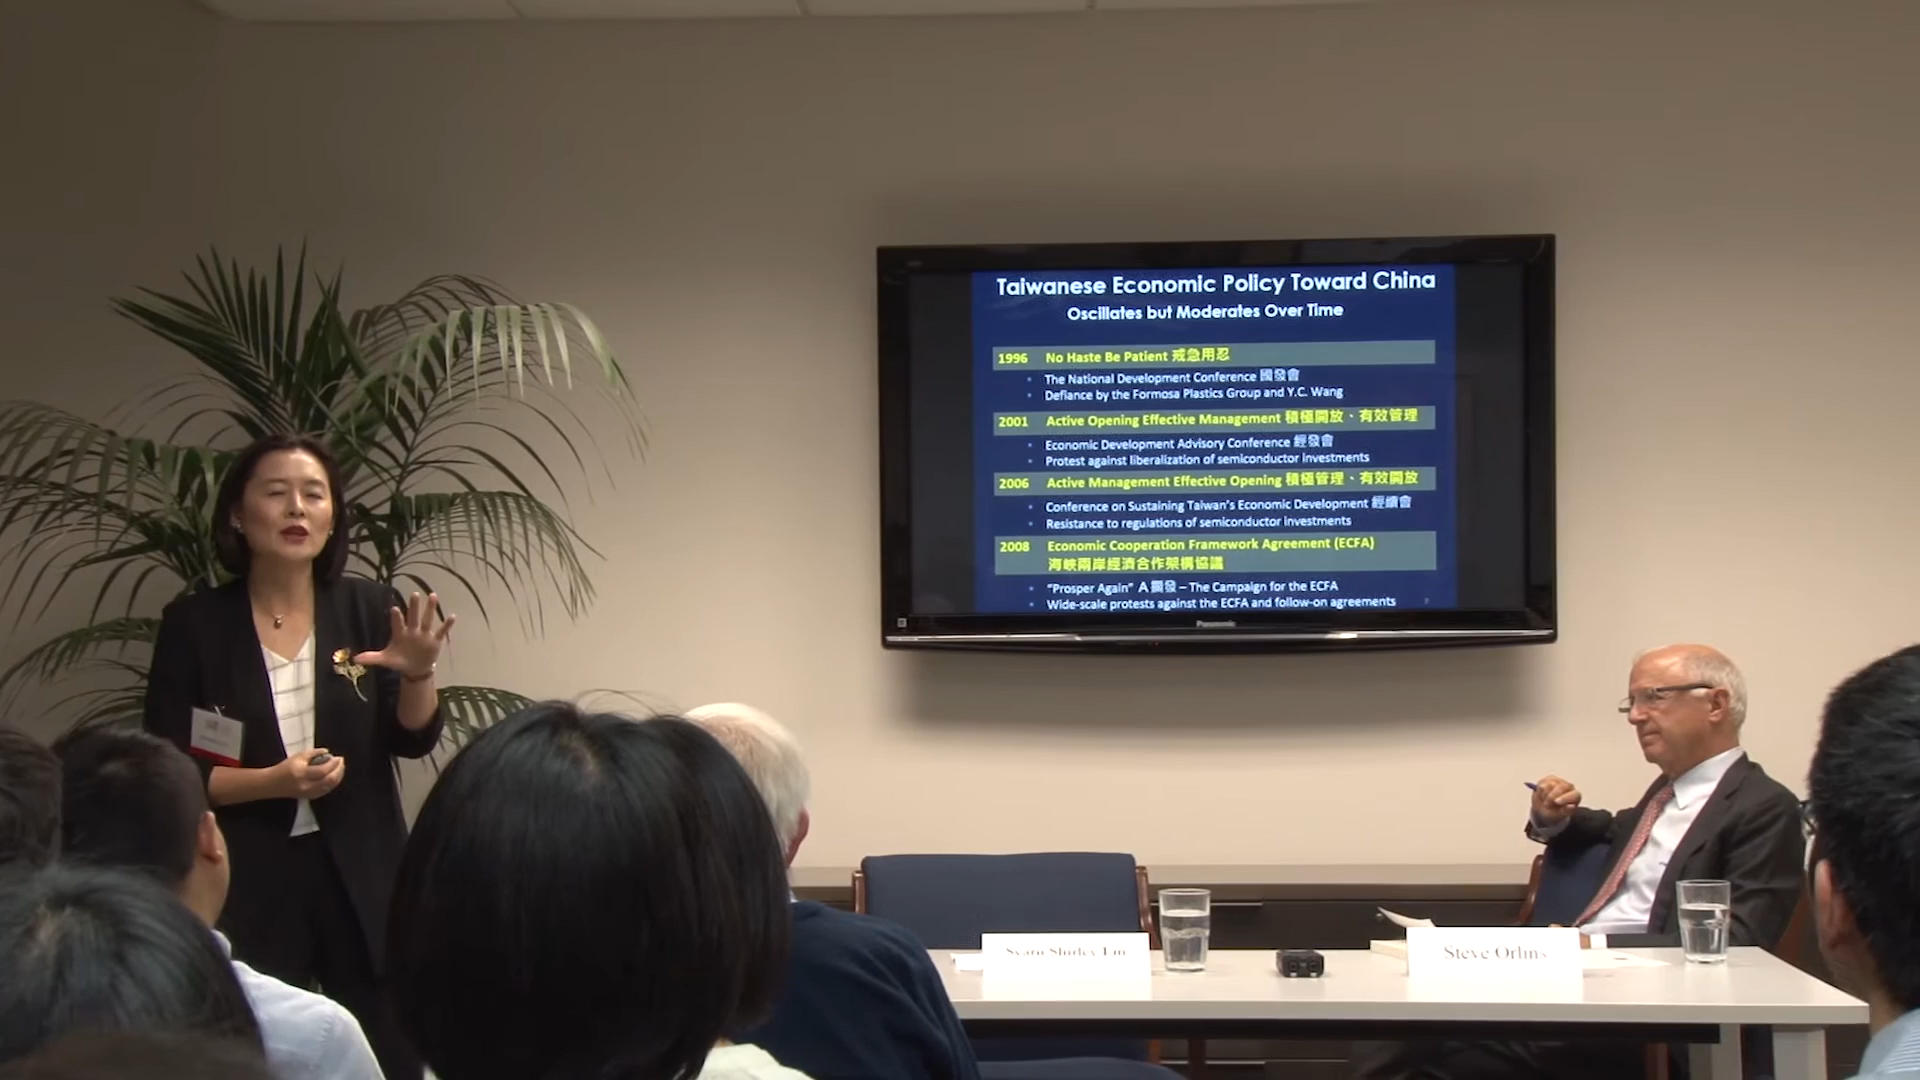 Taiwanese Economic Policy Toward China
Oscillates but Moderates Over Time
1996 No Haste Be Patient 戒急用忍
• The National Development Conference 國發會
• Defiance by the Formosa Plastics Group and Y.C. Wang
2001 Active Opening Effective Management 積極開放、有效管理
• Economic Development Advisory Conference 經發會
• Protest against liberalization of semiconductor investments
2006 Active Management Effective Opening 積極管理、有效開放
• Conference on Sustaining Taiwan's Economic Development 經續會
• Resistance to regulations of semiconductor investments
2008 Economic Cooperation Framework Agreement (ECFA)
海峽兩岸經濟合作架構協議
• "Prosper Again" A 攏發 – The Campaign for the ECFA
• Wide-scale protests against the ECFA and follow-on agreements
Panasonic
Syaru Shirley Lin
Steve Orlins